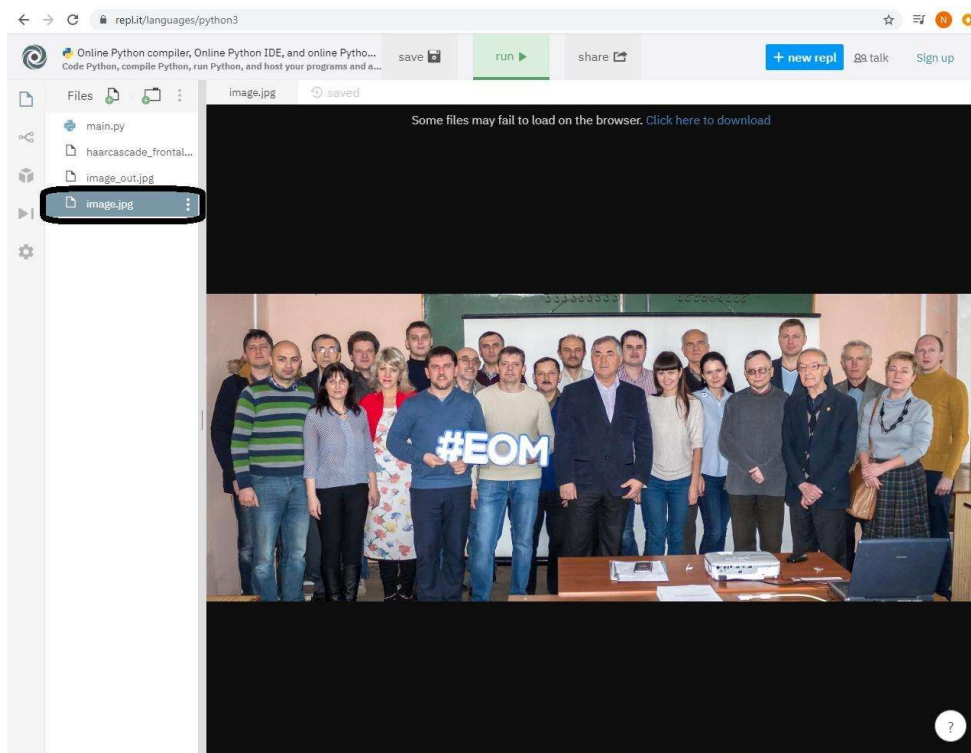 repl.it/languages/python3
N
Online Python compiler, Online Python IDE, and online Pytho...
Code Python, compile Python, run Python, and host your programs and a...
save
run
share
+ new repl
talk
Sign up
Files
image.jpg
saved
Some files may fail to load on the browser. Click here to download
main.py
haarcascade_frontal...
image_out.jpg
image.jpg
#EOM
?